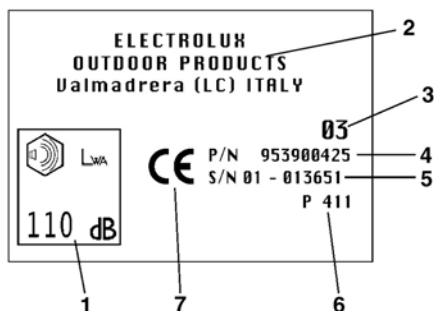 ELECTROLUX
OUTDOOR PRODUCTS
Valmadrera (LC) ITALY
2
03
3
P/N 953900425
4
S/N 01 - 013651
5
P 411
LWA
110 dB
CE
1
7
6